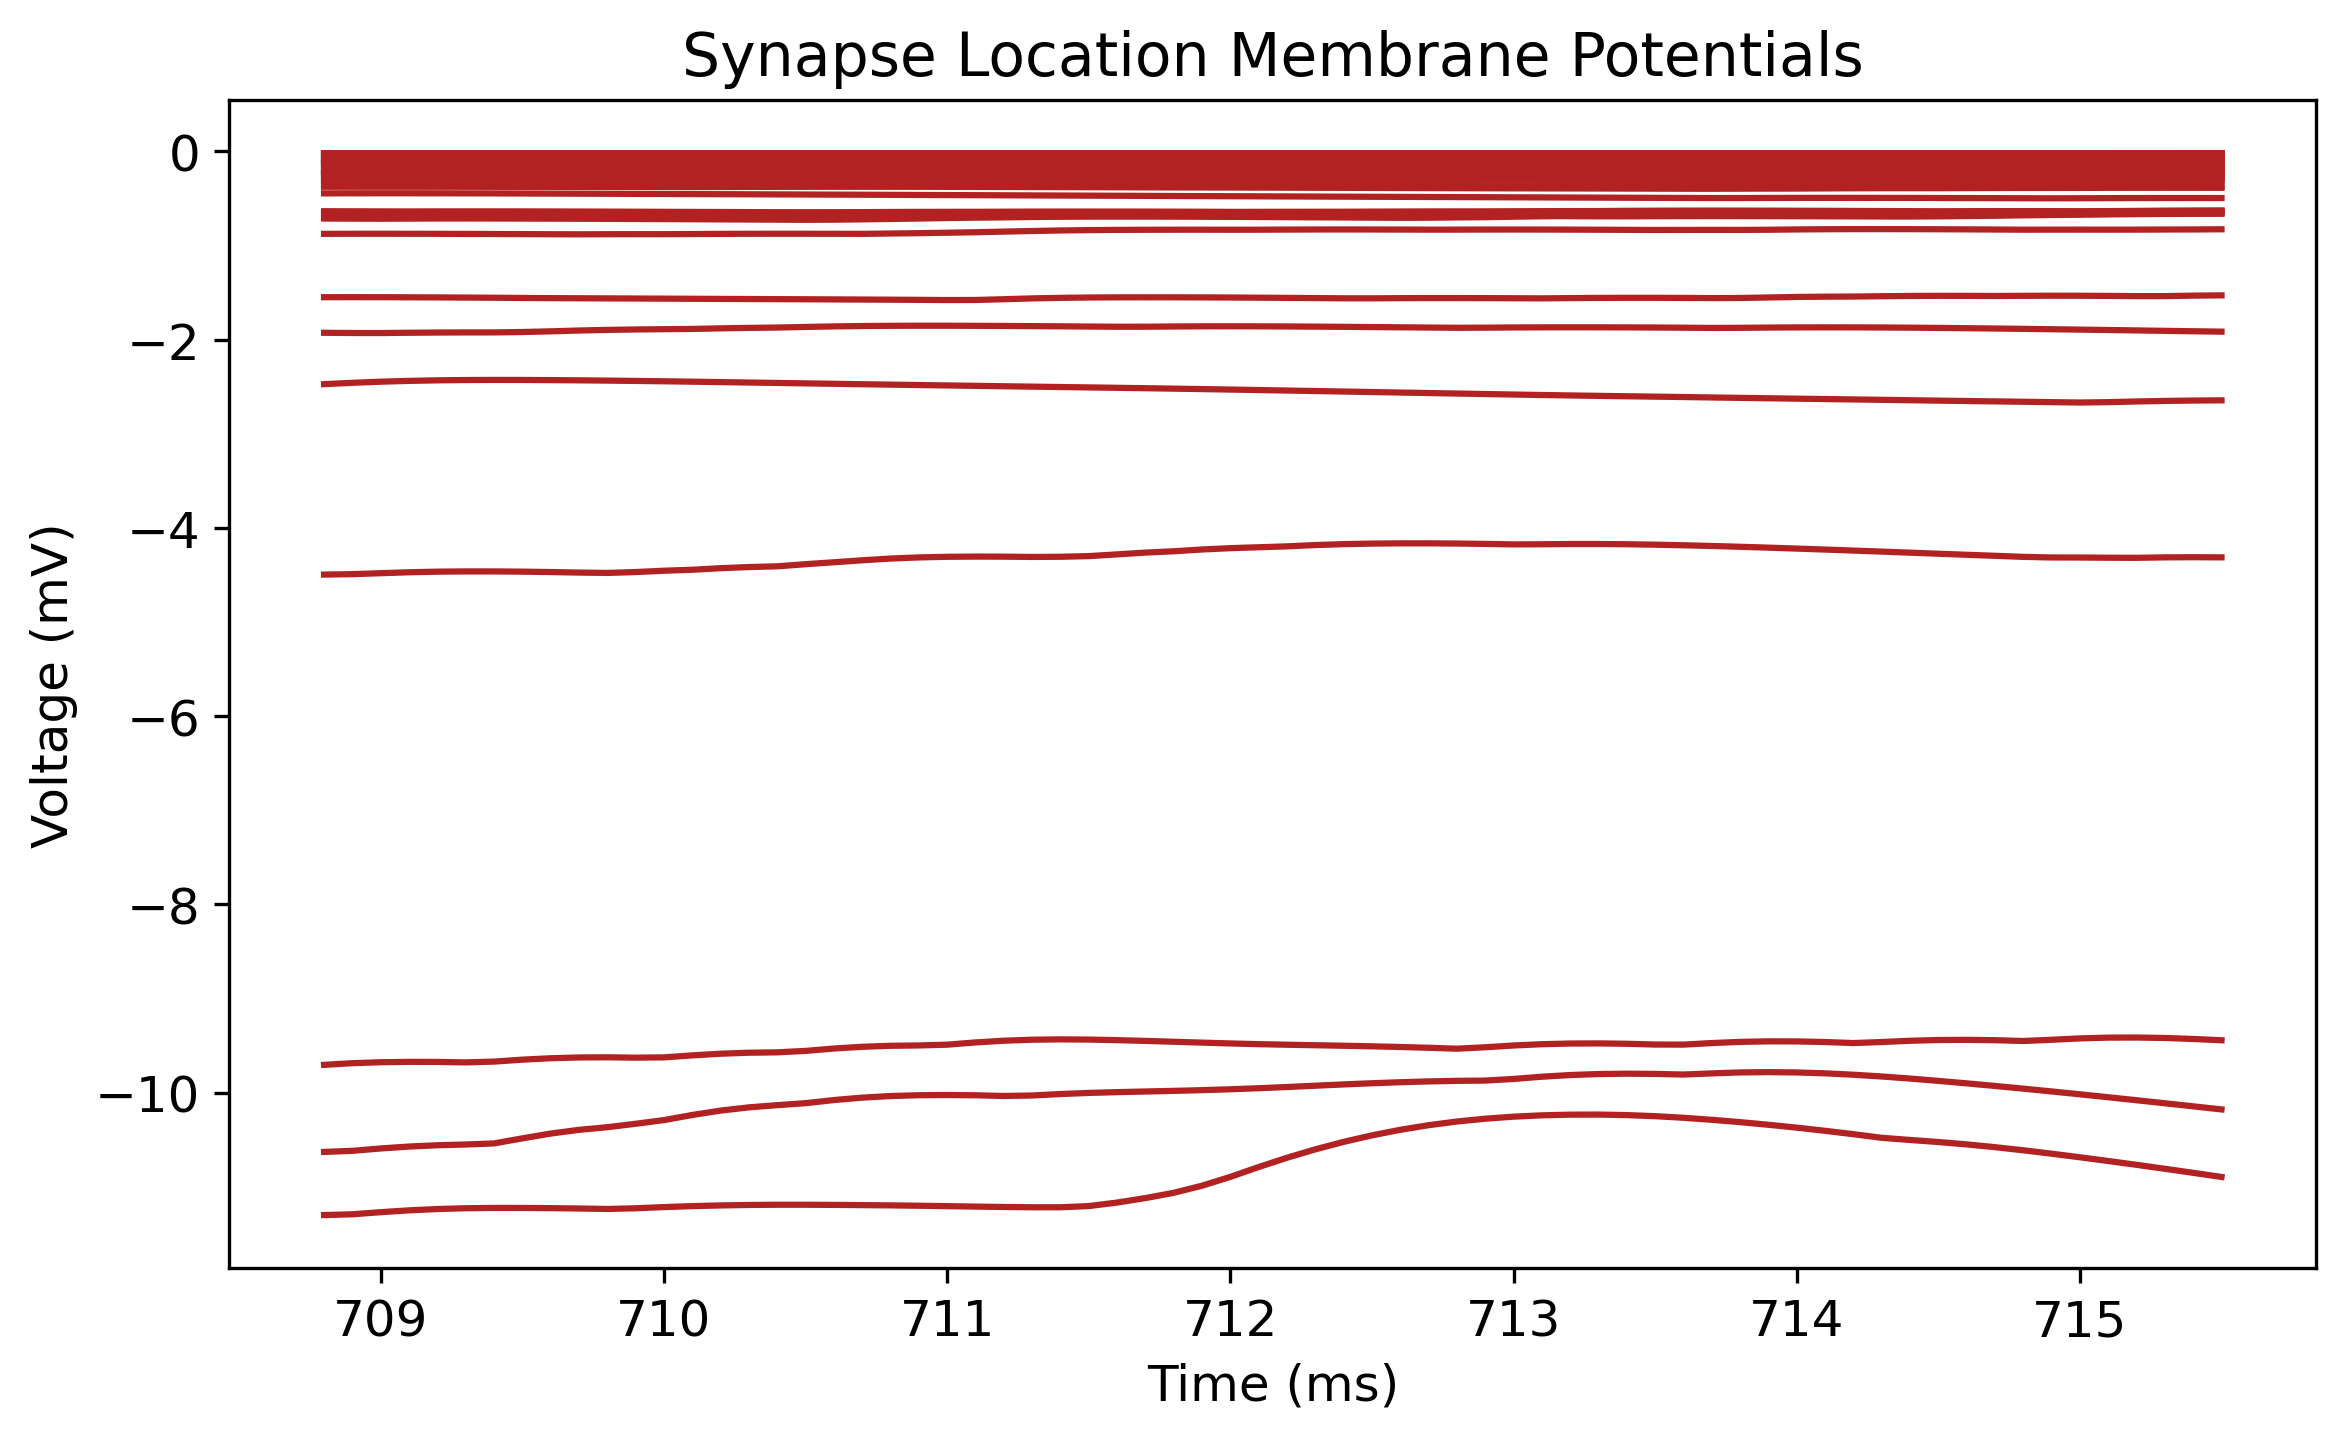 Synapse Location Membrane Potentials
Voltage (mV)
0
−2
−4
−6
−8
−10
709 710 711 712 713 714 715
Time (ms)